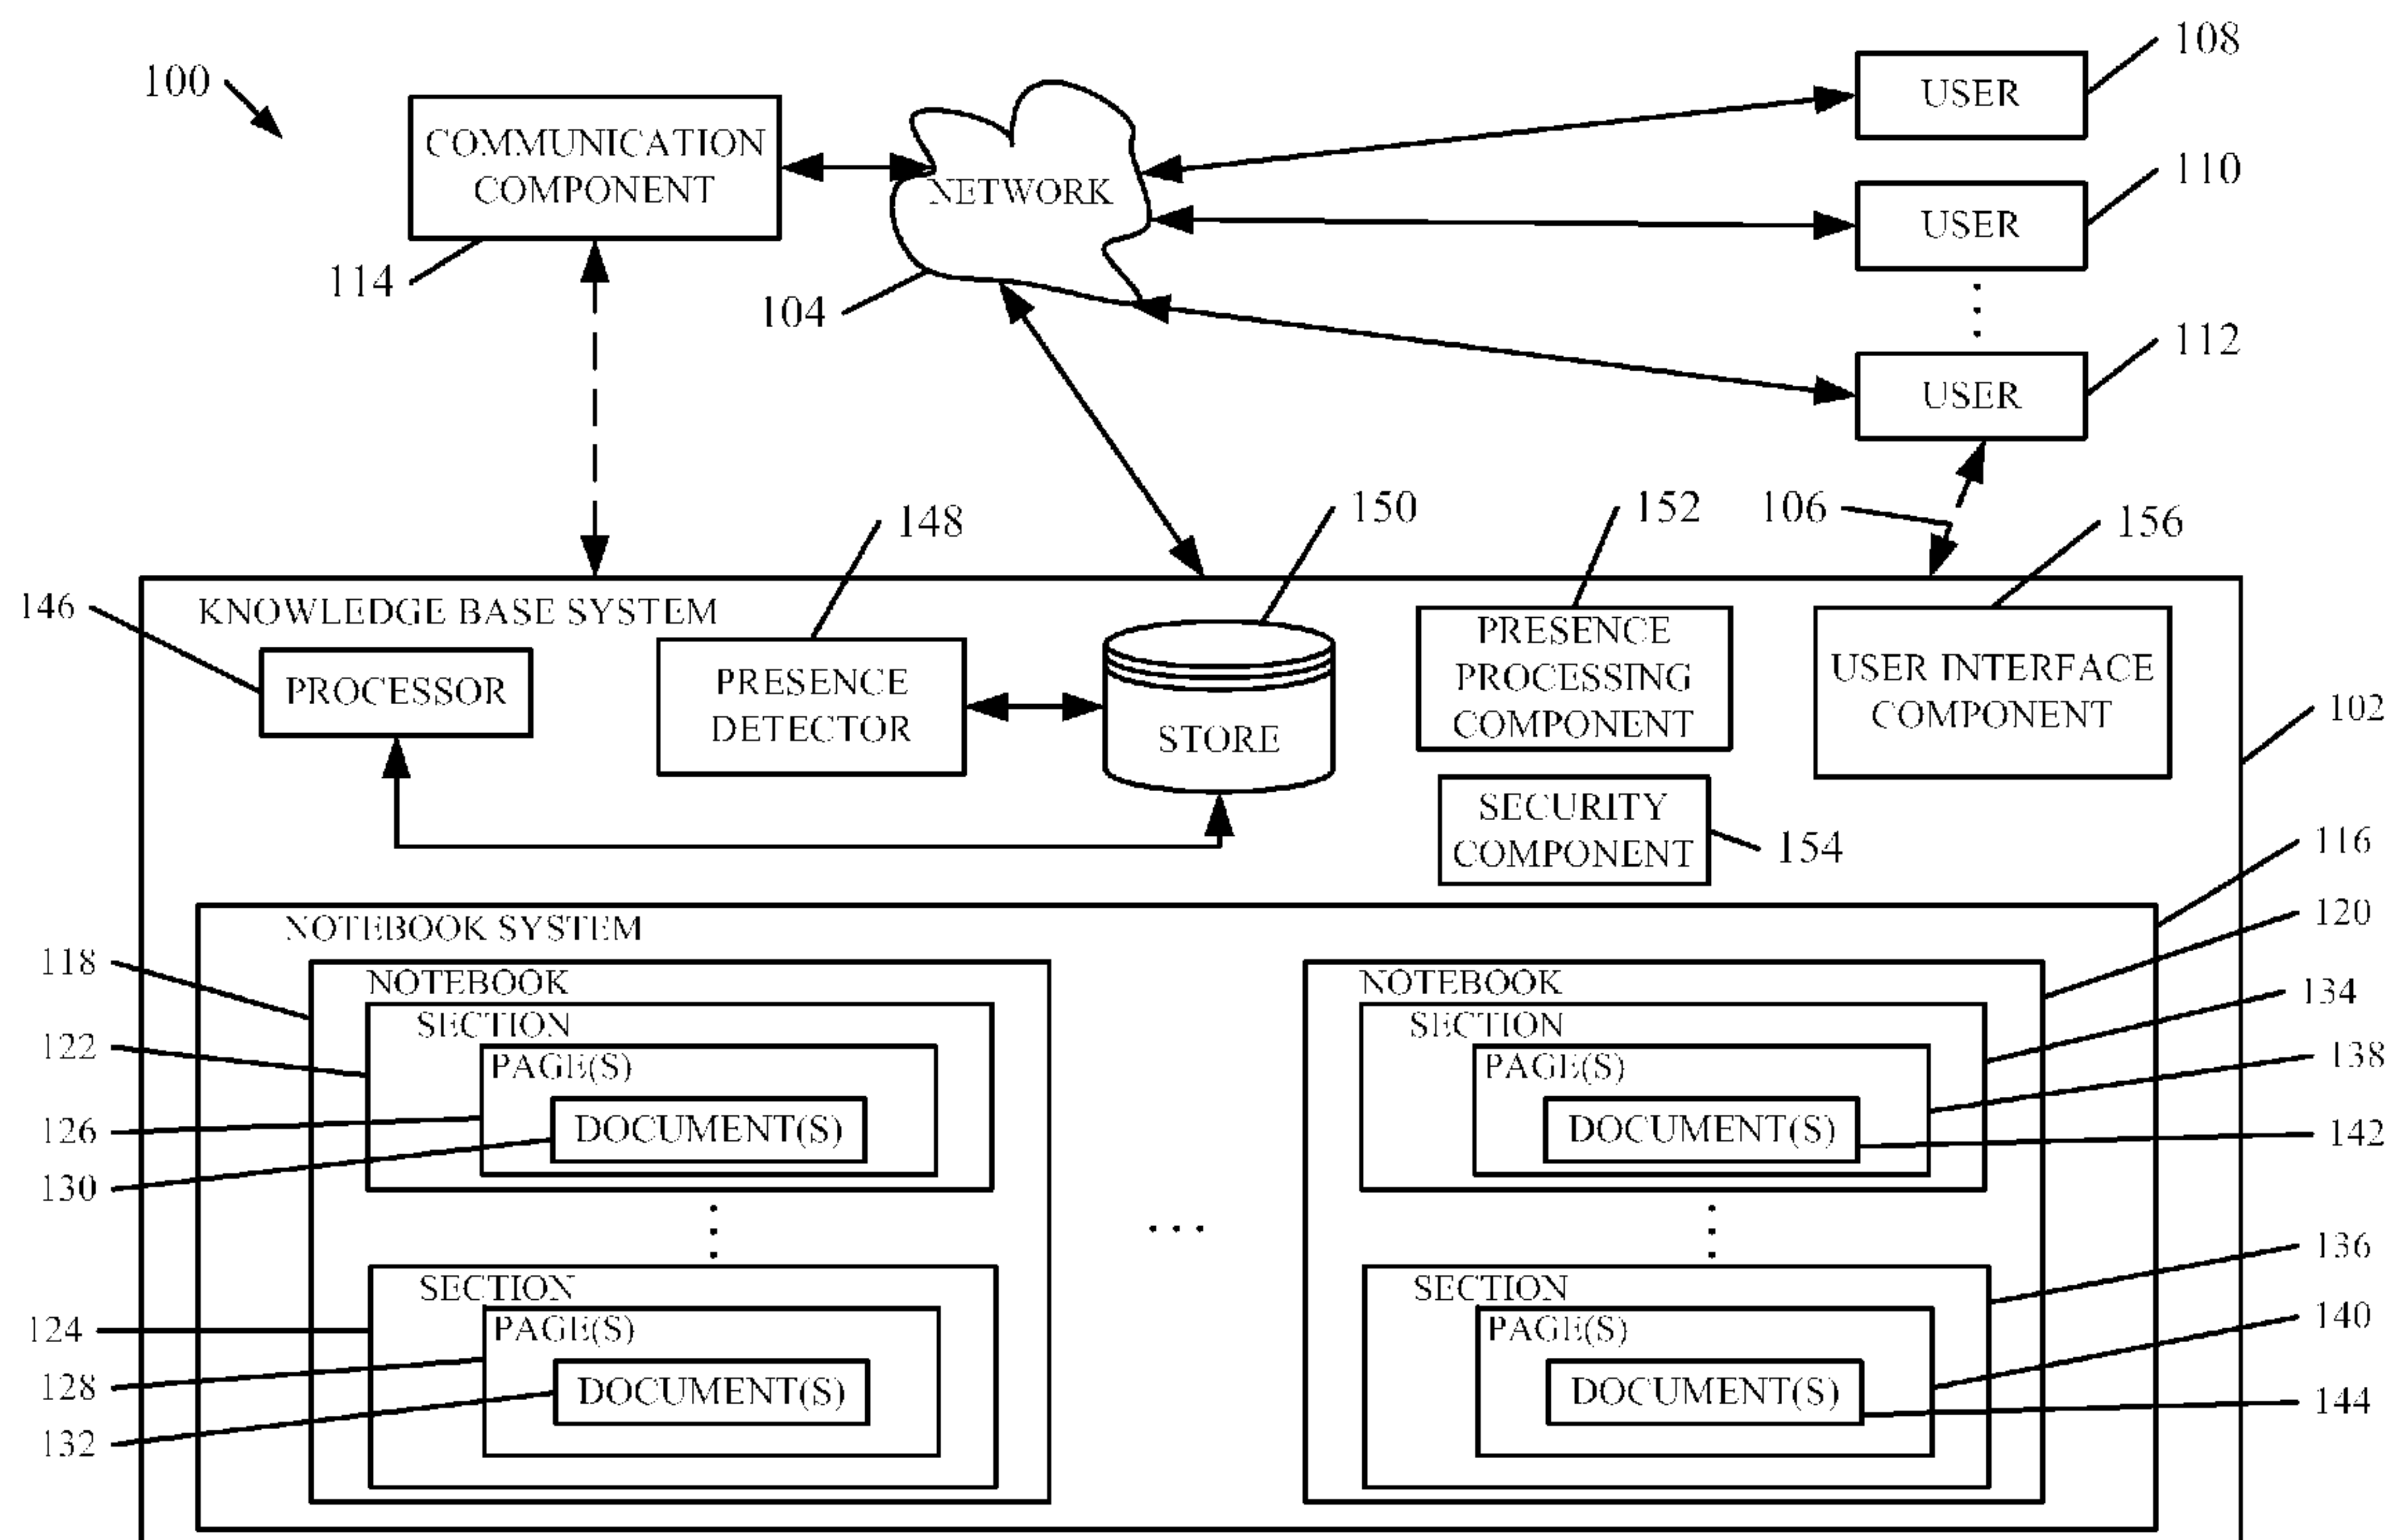 100
COMMUNICATION
COMPONENT
114
NETWORK
104
USER
108
USER
110
USER
112
106
148
150
152
156
146
KNOWLEDGE BASE SYSTEM
PROCESSOR
PRESENCE
DETECTOR
STORE
PRESENCE
PROCESSING
COMPONENT
USER INTERFACE
COMPONENT
102
SECURITY
COMPONENT
154
116
NOTEBOOK SYSTEM
120
118
NOTEBOOK
SECTION
122
PAGE(S)
126
DOCUMENT(S)
130
SECTION
124
PAGE(S)
128
DOCUMENT(S)
132
...
NOTEBOOK
134
SECTION
PAGE(S)
138
DOCUMENT(S)
142
136
SECTION
PAGE(S)
140
DOCUMENT(S)
144